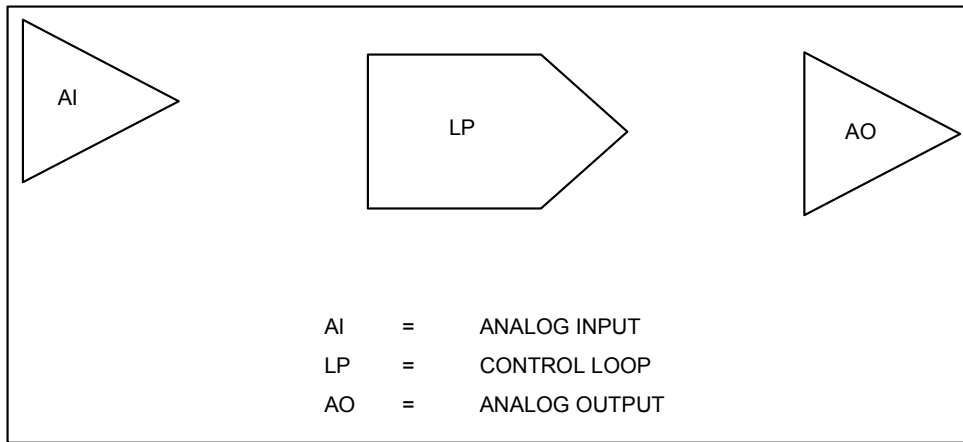 AI
LP
AO
AI = ANALOG INPUT
LP = CONTROL LOOP
AO = ANALOG OUTPUT